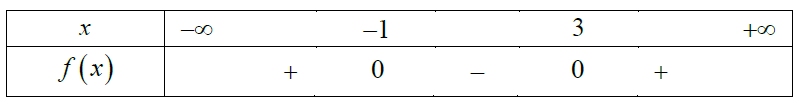 x −∞ −1 3 +∞
f(x) + 0 − 0 +